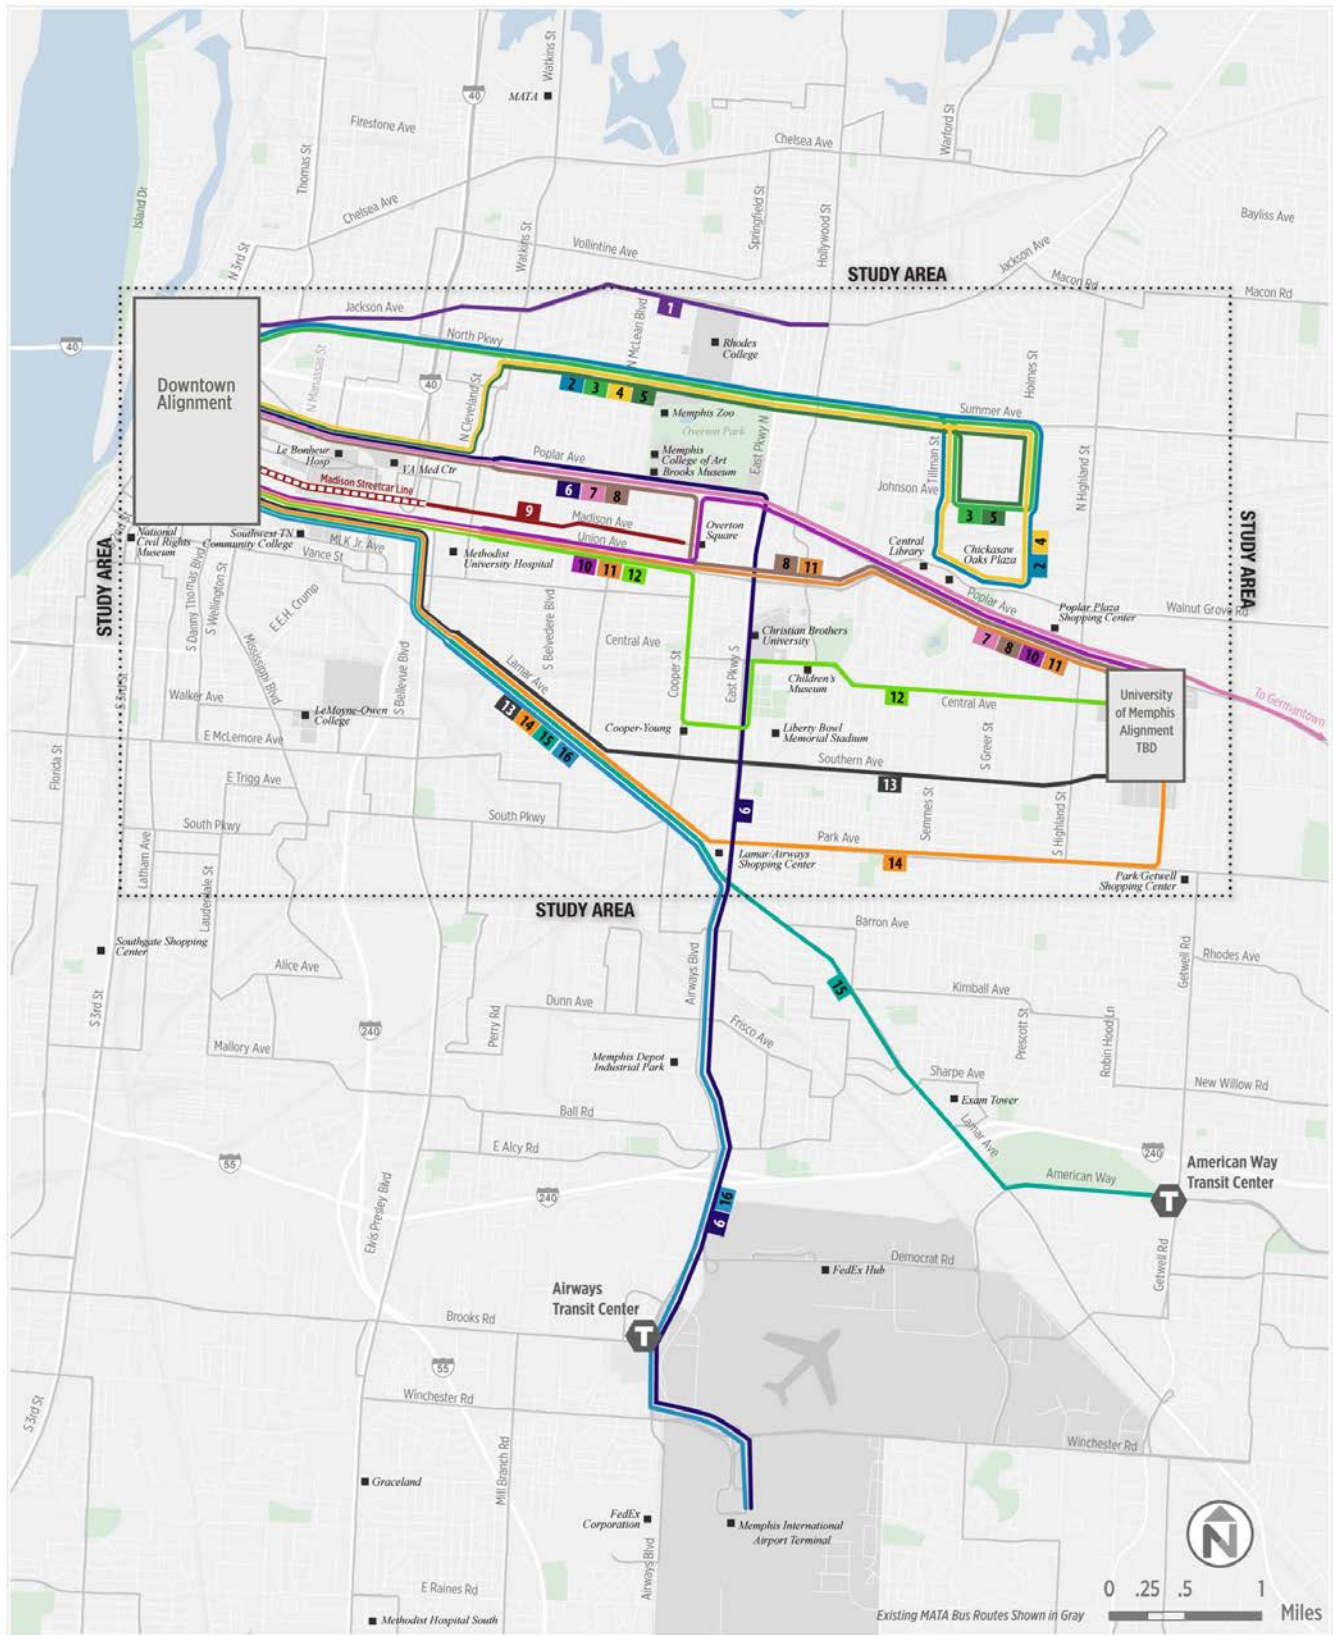 Watkins St
MATA
40
Firestone Ave
Thomas St
Chelsea Ave
Warford St
Island Dr
Chelsea Ave
N 3rd St
Watkins St
Vollintine Ave
Springfield St
Hollywood St
Bayliss Ave
Jackson Ave
Macon Rd
Macon Rd
STUDY AREA
40
Downtown
Alignment
Jackson Ave
1
North Pkwy
N McLean Blvd
Rhodes
College
N Manassas St
40
N Cleveland St
2 3 4 5
Memphis Zoo
Overton Park
Memphis
College of Art
Brooks Museum
East Pkwy N
Summer Ave
Holmes St
Tillman St
Johnson Ave
N Highland St
Le Bonheur
Hosp
VA Med Ctr
Poplar Ave
Madison Streetcar Line
6 7 8
9
Madison Ave
Union Ave
Overton
Square
3 5
4
2
Central
Library
Chickasaw
Oaks Plaza
National
Civil Rights
Museum
Southwest TN
Community College
MLK Jr. Ave
Vance St
Methodist
University Hospital
10 11 12
8 11
Poplar Ave
Walnut Grove Rd
Poplar Plaza
Shopping Center
STUDY AREA
STUDY AREA
S Danny Thomas Blvd
S Wellington St
E.E.H. Crump
Mississippi Blvd
S Bellevue Blvd
S Belvedere Blvd
Lamar Ave
Central Ave
Cooper St
East Pkwy S
Christian Brothers
University
Children's
Museum
7 8 10 11
12
Central Ave
University
of Memphis
Alignment
TBD
To Germantown
S 3rd St
Walker Ave
LeMoyne-Owen
College
13 14 15 16
Cooper-Young
Liberty Bowl
Memorial Stadium
S Greer St
Southern Ave
13
Florida St
E McLemore Ave
E Trigg Ave
South Pkwy
South Pkwy
6
Park Ave
Semmes St
S Highland St
14
Lamar/Airways
Shopping Center
Park/Getwell
Shopping Center
Latham Ave
Lauderdale St
STUDY AREA
Barron Ave
Southgate Shopping
Center
S 3rd St
Alice Ave
Airways Blvd
15
Kimball Ave
Getwell Rd
Rhodes Ave
Dunn Ave
Perry Rd
Frisco Ave
Prescott St
Robin Hood Ln
240
Mallory Ave
Memphis Depot
Industrial Park
Sharpe Ave
New Willow Rd
Exam Tower
Ball Rd
Lamar Ave
E Alcy Rd
55
240
240
American Way
American Way
Transit Center
T
Elvis Presley Blvd
16
6
Democrat Rd
FedEx Hub
Getwell Rd
Airways
Transit Center
T
Brooks Rd
55
Winchester Rd
S 3rd St
Winchester Rd
Mill Branch Rd
Graceland
FedEx
Corporation
Memphis International
Airport Terminal
Airways Blvd
N
E Raines Rd
Methodist Hospital South
0 .25 .5 1
Miles
Existing MATA Bus Routes Shown in Gray